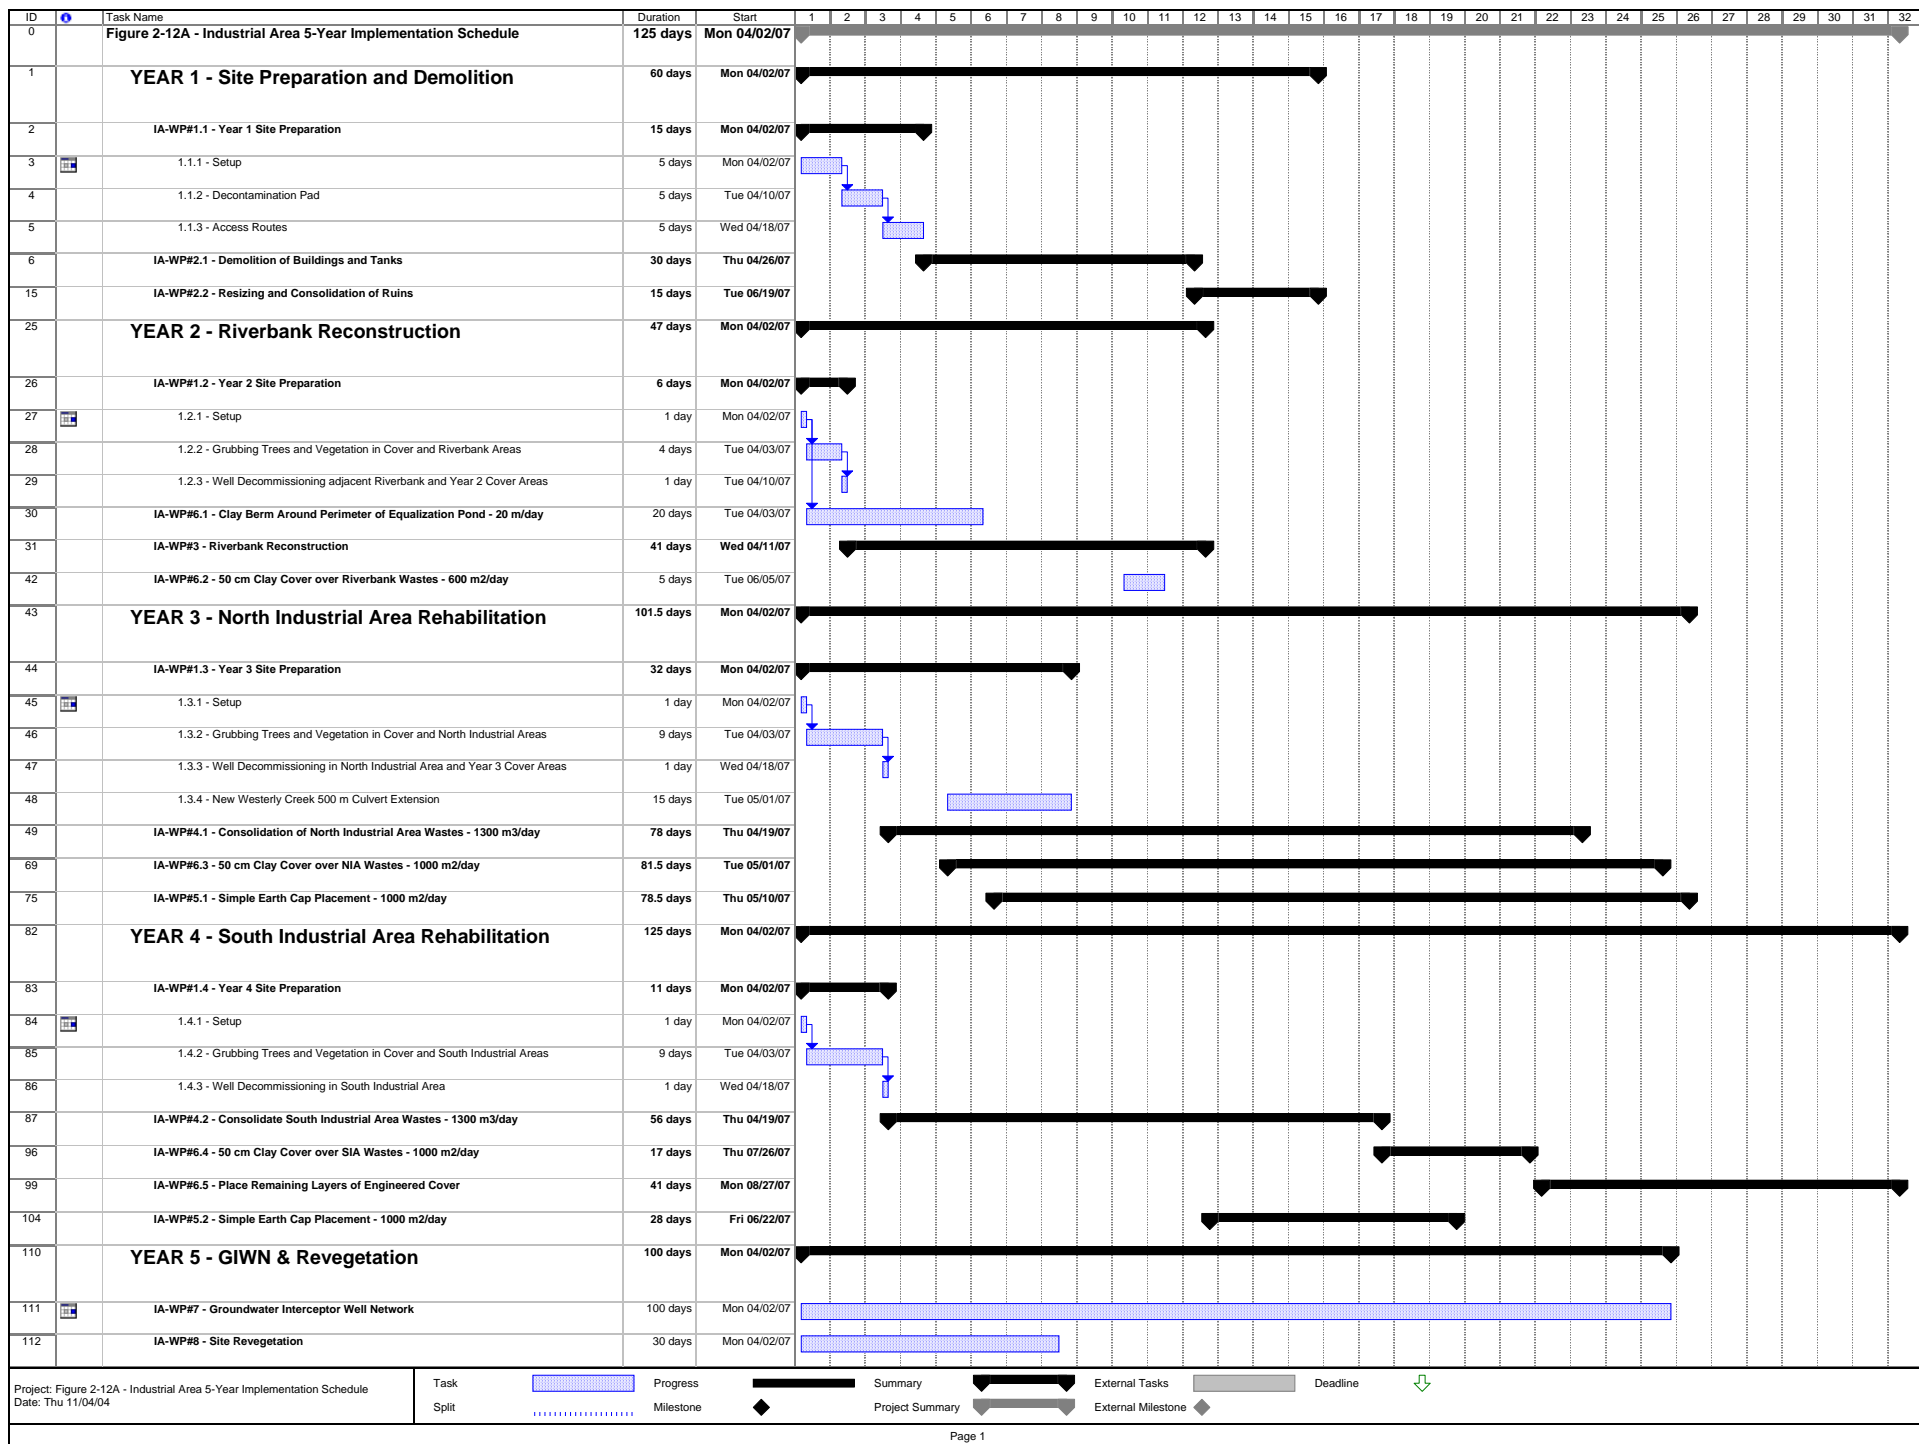 ID Task Name Duration Start 1 2 3 4 5 6 7 8 9 10 11 12 13 14 15 16 17 18 19 20 21 22 23 24 25 26 27 28 29 30 31 32
0 Figure 2-12A - Industrial Area 5-Year Implementation Schedule 125 days Mon 04/02/07
1 YEAR 1 - Site Preparation and Demolition 60 days Mon 04/02/07
2 IA-WP#1.1 - Year 1 Site Preparation 15 days Mon 04/02/07
3 1.1.1 - Setup 5 days Mon 04/02/07
4 1.1.2 - Decontamination Pad 5 days Tue 04/10/07
5 1.1.3 - Access Routes 5 days Wed 04/18/07
6 IA-WP#2.1 - Demolition of Buildings and Tanks 30 days Thu 04/26/07
15 IA-WP#2.2 - Resizing and Consolidation of Ruins 15 days Tue 06/19/07
25 YEAR 2 - Riverbank Reconstruction 47 days Mon 04/02/07
26 IA-WP#1.2 - Year 2 Site Preparation 6 days Mon 04/02/07
27 1.2.1 - Setup 1 day Mon 04/02/07
28 1.2.2 - Grubbing Trees and Vegetation in Cover and Riverbank Areas 4 days Tue 04/03/07
29 1.2.3 - Well Decommissioning adjacent Riverbank and Year 2 Cover Areas 1 day Tue 04/10/07
30 IA-WP#6.1 - Clay Berm Around Perimeter of Equalization Pond - 20 m/day 20 days Tue 04/03/07
31 IA-WP#3 - Riverbank Reconstruction 41 days Wed 04/11/07
42 IA-WP#6.2 - 50 cm Clay Cover over Riverbank Wastes - 600 m2/day 5 days Tue 06/05/07
43 YEAR 3 - North Industrial Area Rehabilitation 101.5 days Mon 04/02/07
44 IA-WP#1.3 - Year 3 Site Preparation 32 days Mon 04/02/07
45 1.3.1 - Setup 1 day Mon 04/02/07
46 1.3.2 - Grubbing Trees and Vegetation in Cover and North Industrial Areas 9 days Tue 04/03/07
47 1.3.3 - Well Decommissioning in North Industrial Area and Year 3 Cover Areas 1 day Wed 04/18/07
48 1.3.4 - New Westerly Creek 500 m Culvert Extension 15 days Tue 05/01/07
49 IA-WP#4.1 - Consolidation of North Industrial Area Wastes - 1300 m3/day 78 days Thu 04/19/07
69 IA-WP#6.3 - 50 cm Clay Cover over NIA Wastes - 1000 m2/day 81.5 days Tue 05/01/07
75 IA-WP#5.1 - Simple Earth Cap Placement - 1000 m2/day 78.5 days Thu 05/10/07
82 YEAR 4 - South Industrial Area Rehabilitation 125 days Mon 04/02/07
83 IA-WP#1.4 - Year 4 Site Preparation 11 days Mon 04/02/07
84 1.4.1 - Setup 1 day Mon 04/02/07
85 1.4.2 - Grubbing Trees and Vegetation in Cover and South Industrial Areas 9 days Tue 04/03/07
86 1.4.3 - Well Decommissioning in South Industrial Area 1 day Wed 04/18/07
87 IA-WP#4.2 - Consolidate South Industrial Area Wastes - 1300 m3/day 56 days Thu 04/19/07
96 IA-WP#6.4 - 50 cm Clay Cover over SIA Wastes - 1000 m2/day 17 days Thu 07/26/07
99 IA-WP#6.5 - Place Remaining Layers of Engineered Cover 41 days Mon 08/27/07
104 IA-WP#5.2 - Simple Earth Cap Placement - 1000 m2/day 28 days Fri 06/22/07
110 YEAR 5 - GIWN & Revegetation 100 days Mon 04/02/07
111 IA-WP#7 - Groundwater Interceptor Well Network 100 days Mon 04/02/07
112 IA-WP#8 - Site Revegetation 30 days Mon 04/02/07
Project: Figure 2-12A - Industrial Area 5-Year Implementation Schedule
Date: Thu 11/04/04
Task Progress Summary External Tasks Deadline
Split Milestone Project Summary External Milestone
Page 1